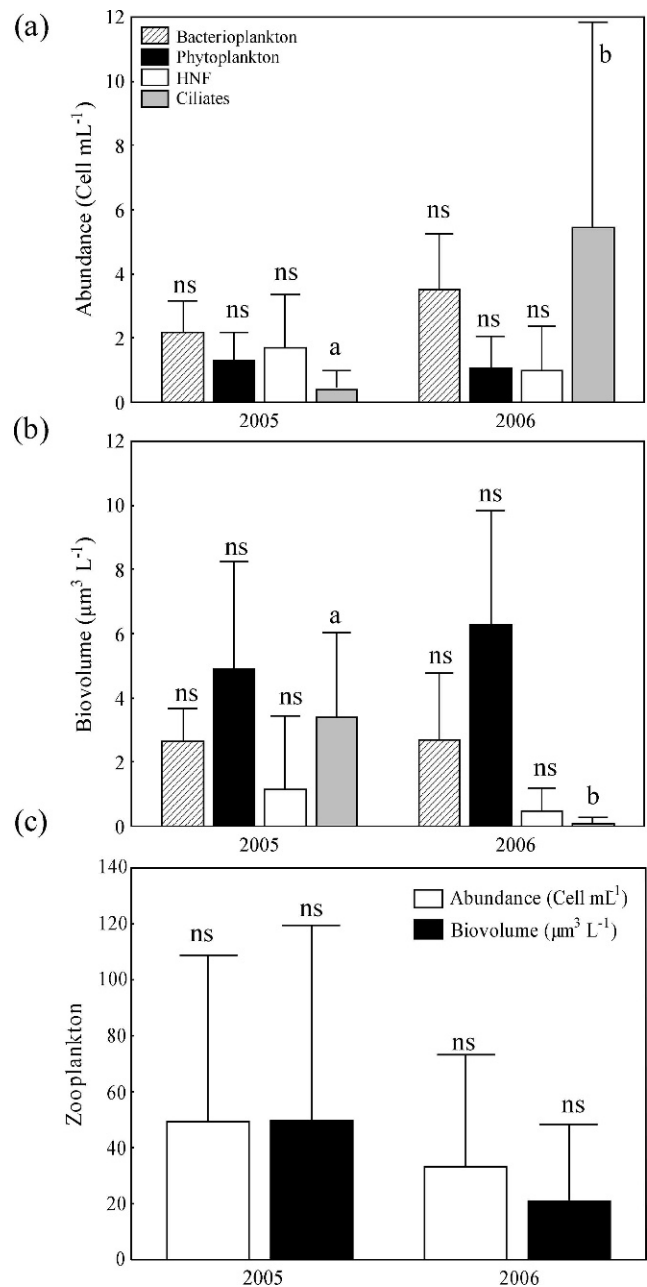 (a)
12
10
8
6
4
2
0
Abundance (Cell mL⁻¹)
Bacterioplankton
Phytoplankton
HNF
Ciliates
ns
ns
ns
a
ns
ns
ns
b
2005
2006
(b)
12
10
8
6
4
2
0
Biovolume (µm³ L⁻¹)
ns
ns
ns
a
ns
ns
ns
b
2005
2006
(c)
140
120
100
80
60
40
20
0
Zooplankton
Abundance (Cell mL⁻¹)
Biovolume (µm³ L⁻¹)
ns
ns
ns
ns
2005
2006